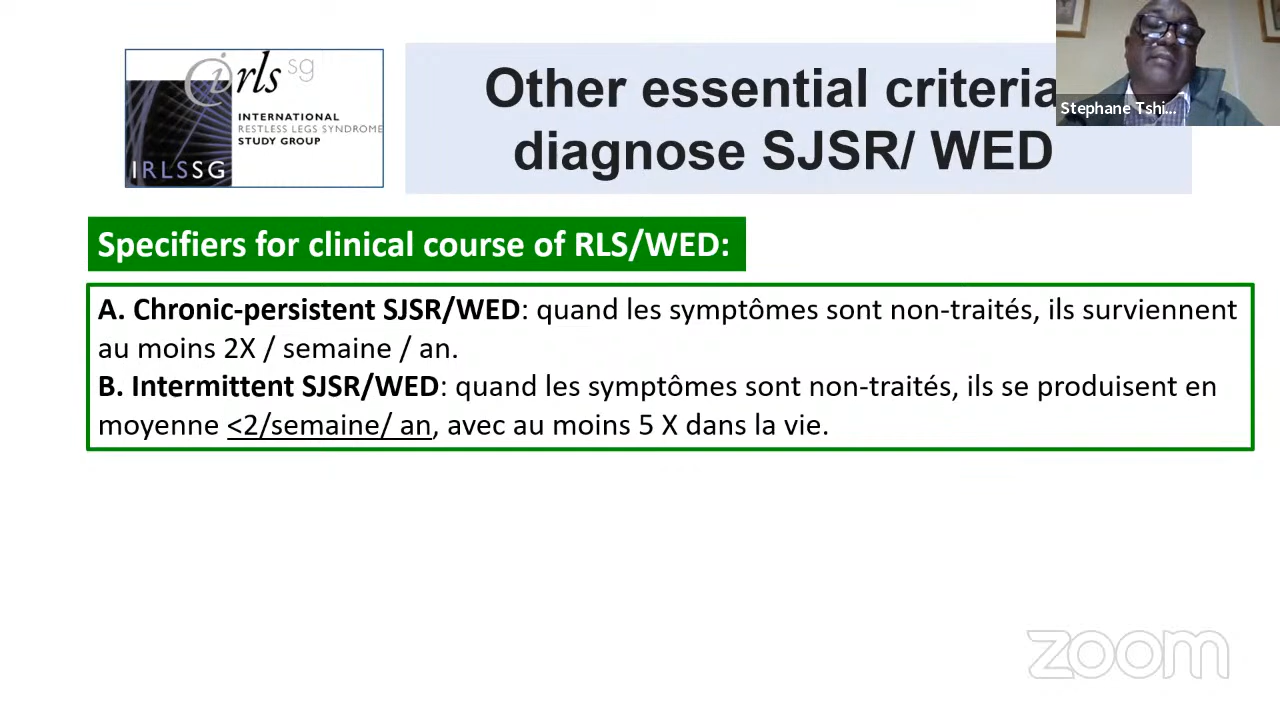 irls sg
INTERNATIONAL
RESTLESS LEGS SYNDROME
STUDY GROUP
IRLSSG
Other essential criteria
diagnose SJSR/ WED
Stephane Tshi...
Specifiers for clinical course of RLS/WED:
A. Chronic-persistent SJSR/WED: quand les symptômes sont non-traités, ils surviennent
au moins 2X / semaine / an.
B. Intermittent SJSR/WED: quand les symptômes sont non-traités, ils se produisent en
moyenne <2/semaine/ an, avec au moins 5 X dans la vie.
zoom